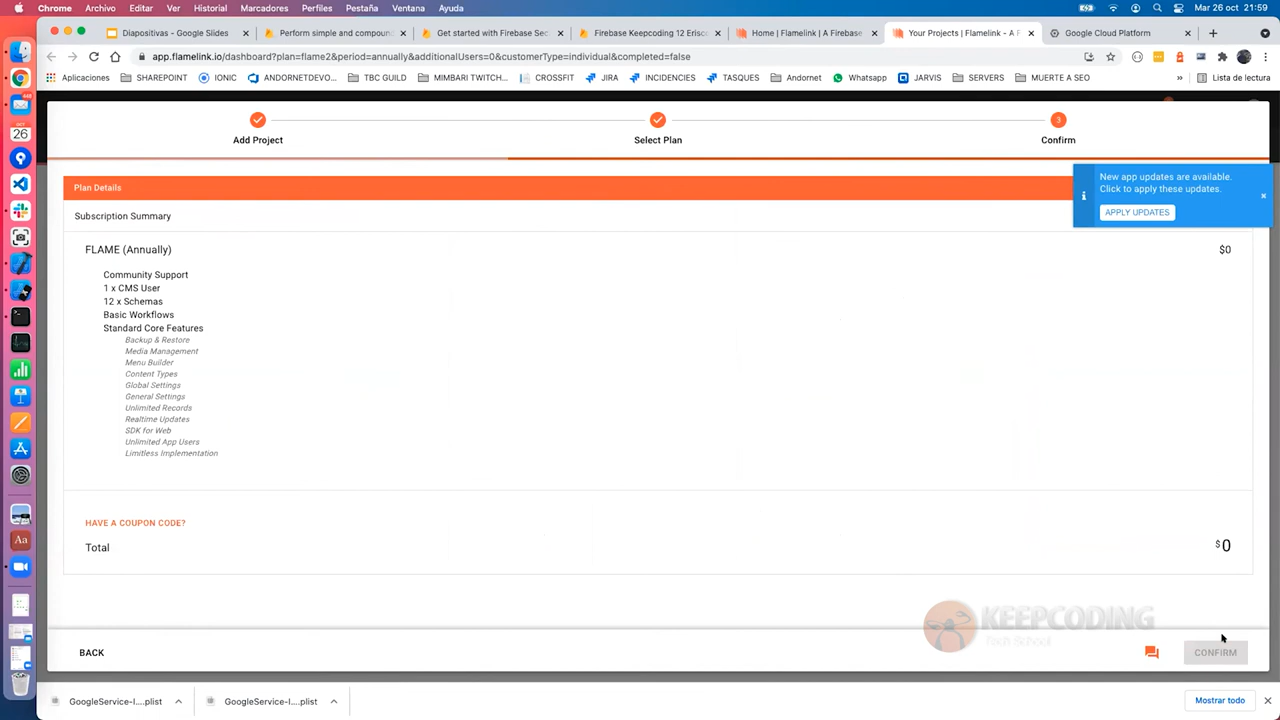 Chrome Archivo Editar Ver Historial Marcadores Perfiles Pestaña Ventana Ayuda Mar 26 oct 21:59
Diapositivas - Google Slides Perform simple and compound Get started with Firebase Sec Firebase Keepcoding 12 Erisco Home | Flamelink | A Firebase Your Projects | Flamelink - A F Google Cloud Platform
app.flamelink.io/dashboard?plan=flame2&period=annually&additionalUsers=0&customerType=individual&completed=false
Aplicaciones SHAREPOINT IONIC ANDORNETDEVO... TBC GUILD MIMBARI TWITCH... CROSSFIT JIRA INCIDENCIES TASQUES Andornet Whatsapp JARVIS SERVERS MUERTE A SEO » Lista de lectura
3
Add Project Select Plan Confirm
New app updates are available.
Click to apply these updates.
APPLY UPDATES
Plan Details
Subscription Summary
FLAME (Annually) $0
Community Support
1 x CMS User
12 x Schemas
Basic Workflows
Standard Core Features
Backup & Restore
Media Management
Menu Builder
Content Types
Global Settings
General Settings
Unlimited Records
Realtime Updates
SDK for Web
Unlimited App Users
Limitless Implementation
HAVE A COUPON CODE?
Total $0
KEEPCODING
Tech School
BACK CONFIRM
GoogleService-I....plist GoogleService-I....plist Mostrar todo